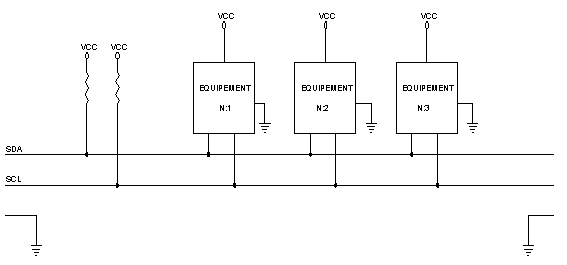 VCC
VCC
VCC
VCC VCC
EQUIPEMENT
N:1
EQUIPEMENT
N:2
EQUIPEMENT
N:3
SDA
SCL